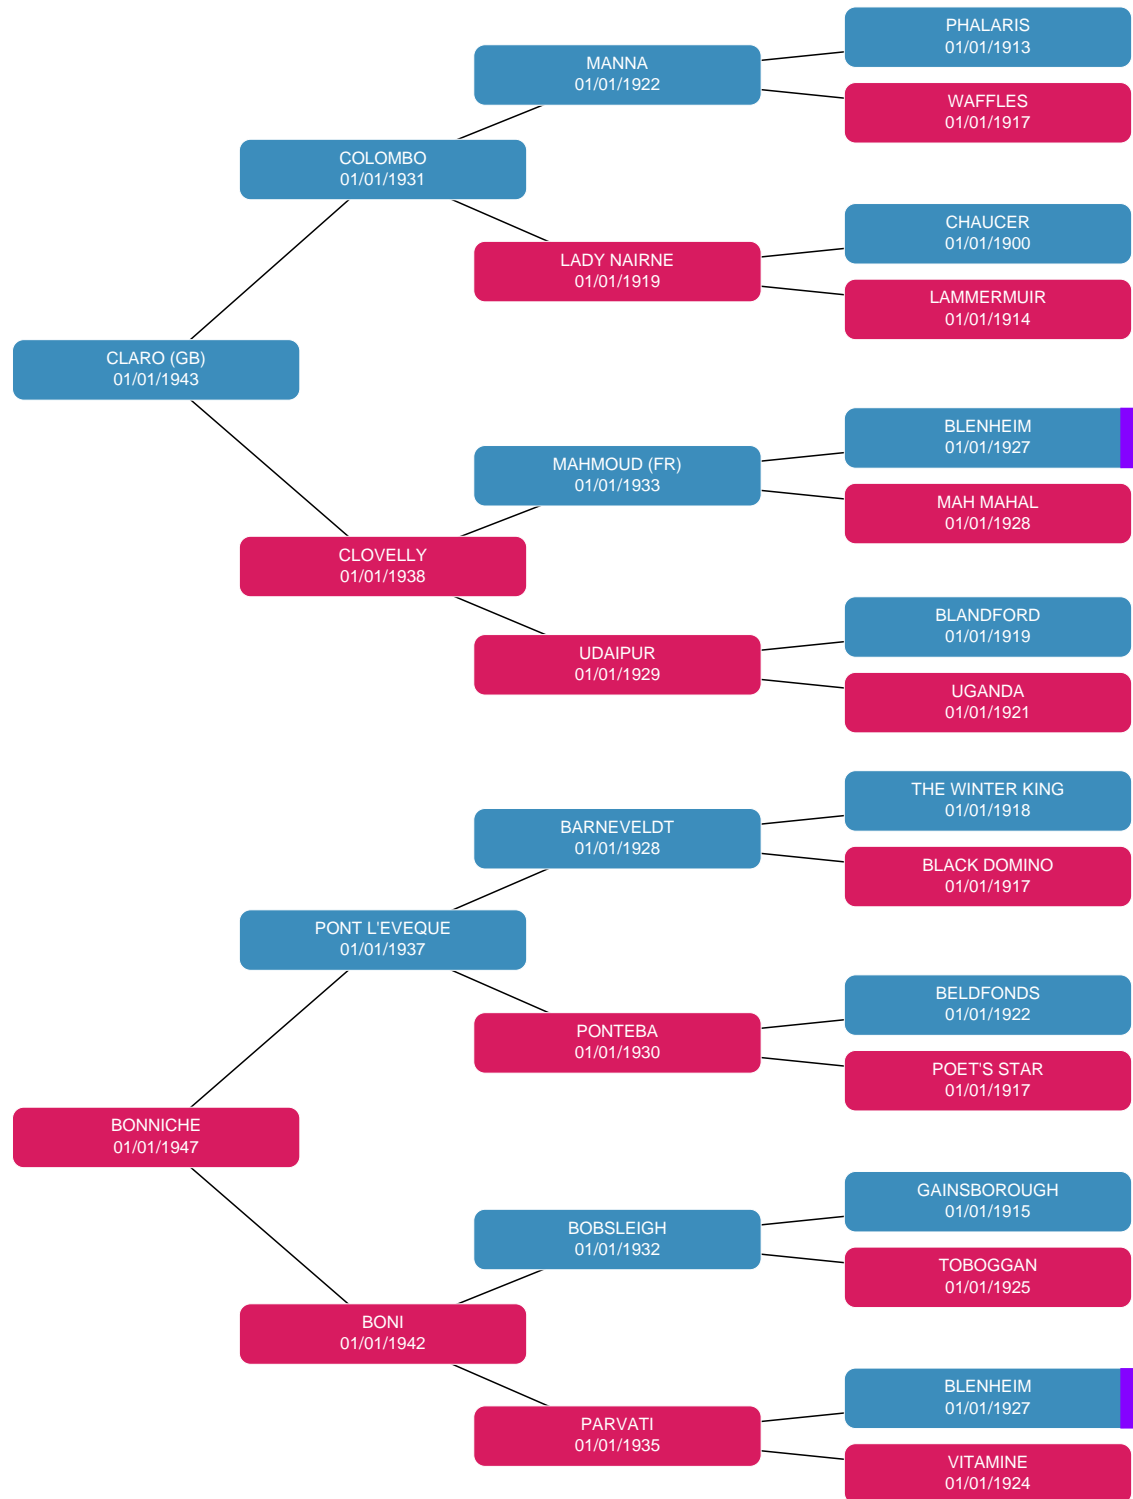 PHALARIS
01/01/1913
MANNA
01/01/1922
WAFFLES
01/01/1917
COLOMBO
01/01/1931
CHAUCER
01/01/1900
LADY NAIRNE
01/01/1919
LAMMERMUIR
01/01/1914
CLARO (GB)
01/01/1943
BLENHEIM
01/01/1927
MAHMOUD (FR)
01/01/1933
MAH MAHAL
01/01/1928
CLOVELLY
01/01/1938
BLANDFORD
01/01/1919
UDAIPUR
01/01/1929
UGANDA
01/01/1921
THE WINTER KING
01/01/1918
BARNEVELDT
01/01/1928
BLACK DOMINO
01/01/1917
PONT L'EVEQUE
01/01/1937
BELDFONDS
01/01/1922
PONTEBA
01/01/1930
POET'S STAR
01/01/1917
BONNICHE
01/01/1947
GAINSBOROUGH
01/01/1915
BOBSLEIGH
01/01/1932
TOBOGGAN
01/01/1925
BONI
01/01/1942
BLENHEIM
01/01/1927
PARVATI
01/01/1935
VITAMINE
01/01/1924